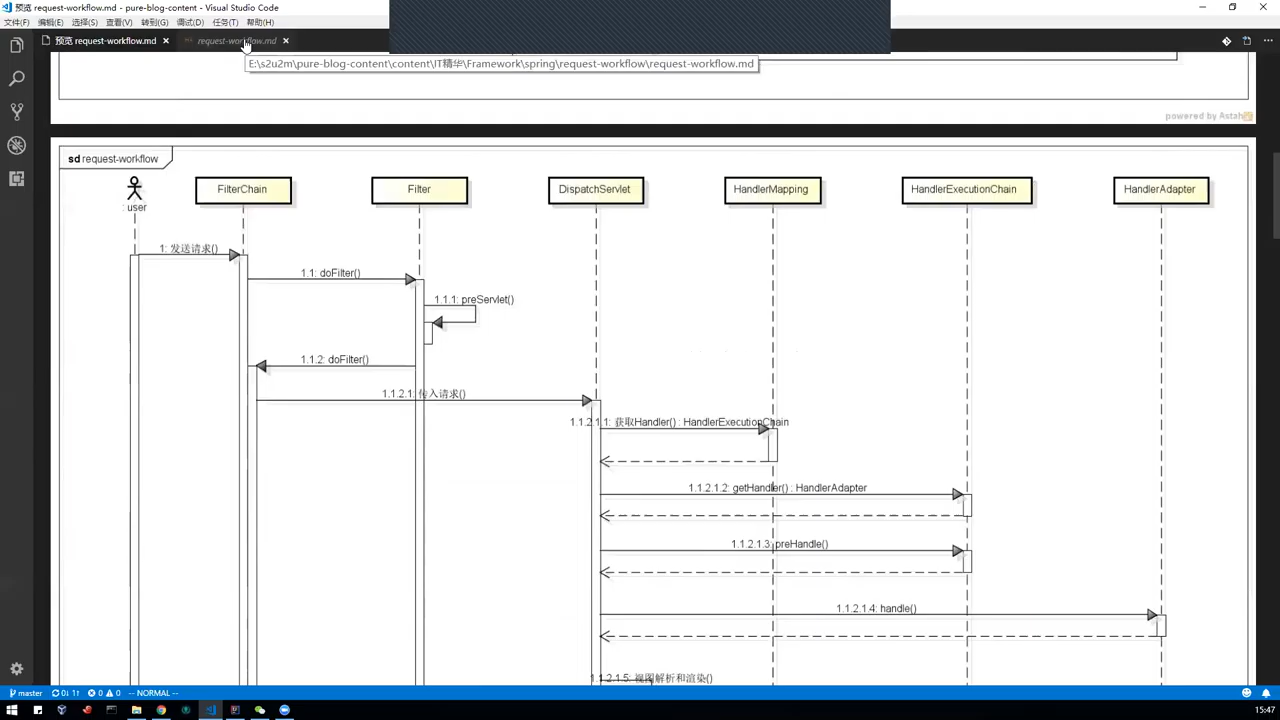 预览 request-workflow.md - pure-blog-content - Visual Studio Code
文件(F) 编辑(E) 选择(S) 查看(V) 转到(G) 调试(D) 任务(T) 帮助(H)
预览 request-workflow.md
request-workflow.md
E:\s2u2m\pure-blog-content\content\IT精华\Framework\spring\request-workflow\request-workflow.md
powered by Astah
sd request-workflow
: user
FilterChain
Filter
DispatchServlet
HandlerMapping
HandlerExecutionChain
HandlerAdapter
1: 发送请求()
1.1: doFilter()
1.1.1: preServlet()
1.1.2: doFilter()
1.1.2.1: 传入请求()
1.1.2.1.1: 获取Handler() : HandlerExecutionChain
1.1.2.1.2: getHandler() : HandlerAdapter
1.1.2.1.3: preHandle()
1.1.2.1.4: handle()
1.1.2.1.5: 视图解析和渲染()
master 0↓ 1↑ 0 0 -- NORMAL --
15:47